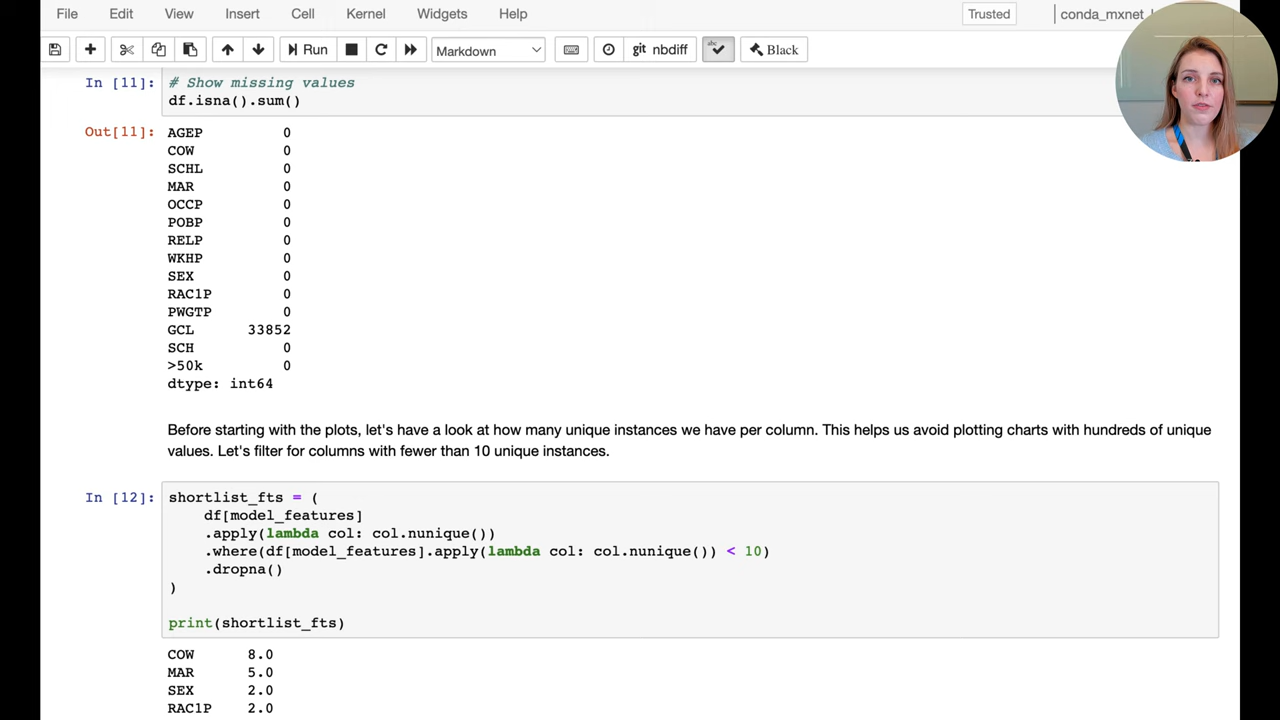 File Edit View Insert Cell Kernel Widgets Help Trusted conda_mxnet_
Run Markdown git nbdiff abc Black
In [11]: # Show missing values
df.isna().sum()
Out[11]: AGEP 0
COW 0
SCHL 0
MAR 0
OCCP 0
POBP 0
RELP 0
WKHP 0
SEX 0
RAC1P 0
PWGTP 0
GCL 33852
SCH 0
>50k 0
dtype: int64
Before starting with the plots, let's have a look at how many unique instances we have per column. This helps us avoid plotting charts with hundreds of unique
values. Let's filter for columns with fewer than 10 unique instances.
In [12]: shortlist_fts = (
df[model_features]
.apply(lambda col: col.nunique())
.where(df[model_features].apply(lambda col: col.nunique()) < 10)
.dropna()
)
print(shortlist_fts)
COW 8.0
MAR 5.0
SEX 2.0
RAC1P 2.0